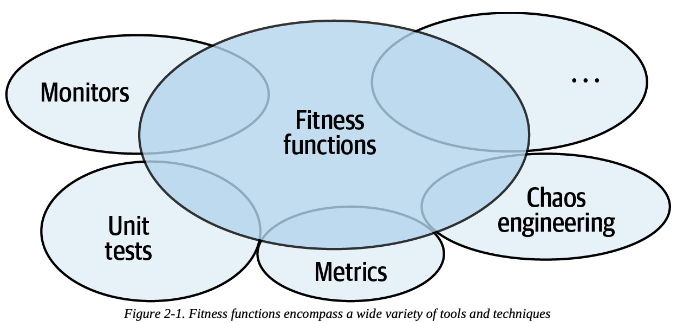 Monitors
...
Fitness
functions
Chaos
engineering
Unit
tests
Metrics
Figure 2-1. Fitness functions encompass a wide variety of tools and techniques